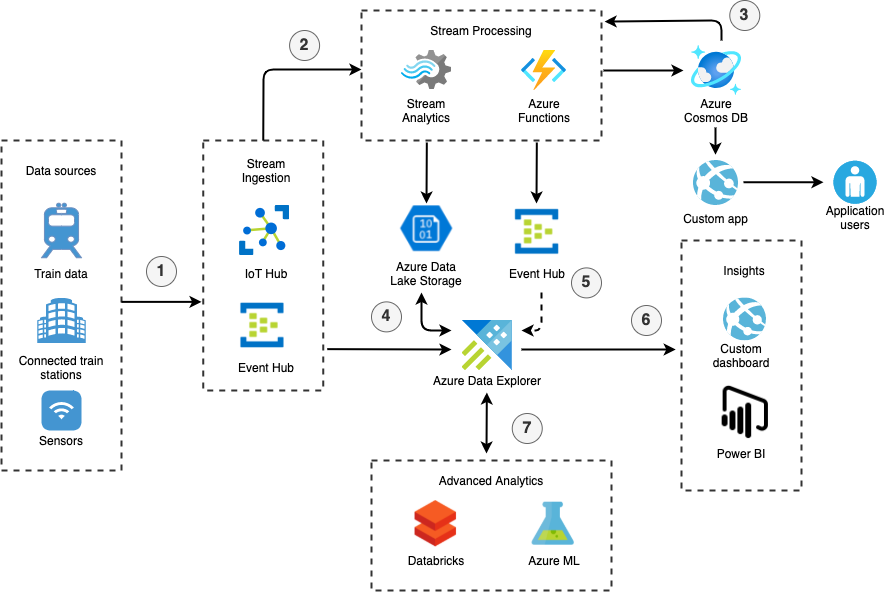 Data sources
Train data
Connected train
stations
Sensors
1
Stream
Ingestion
IoT Hub
Event Hub
2
Stream Processing
Stream
Analytics
Azure
Functions
3
Azure
Cosmos DB
Custom app
Application
users
10
01
Azure Data
Lake Storage
Event Hub
4
5
Azure Data Explorer
6
Insights
Custom
dashboard
Power BI
7
Advanced Analytics
Databricks
Azure ML